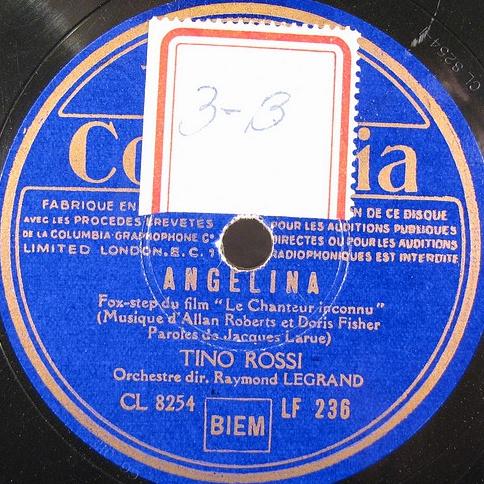 3-B
Co ia
FABRIQUE EN N DE CE DISQUE
AVEC LES PROCEDES BREVETES POUR LES AUDITIONS PUBLIQUES
DE LA COLUMBIA GRAPHOPHONE Co DIRECTES OU POUR LES AUDITIONS
LIMITED LONDON.E.C.1 RADIOPHONIQUES EST INTERDITE
ANGELINA
Fox-step du film "Le Chanteur inconnu"
(Musique d'Allan Roberts et Doris Fisher
Paroles de Jacques Larue)
TINO ROSSI
Orchestre dir. Raymond LEGRAND
CL 8254 LF 236
BIEM
CL 8254